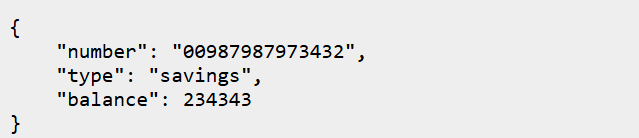 {
    "number": "00987987973432",
    "type": "savings",
    "balance": 234343
}